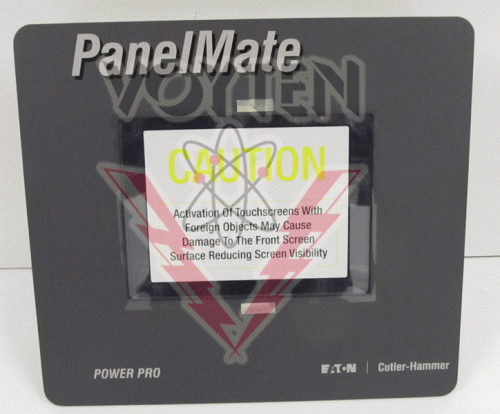 PanelMate
VOYTEN
CAUTION
Activation Of Touchscreens With
Foreign Objects May Cause
Damage To The Front Screen
Surface Reducing Screen Visibility
POWER PRO
EATON | Cutler-Hammer